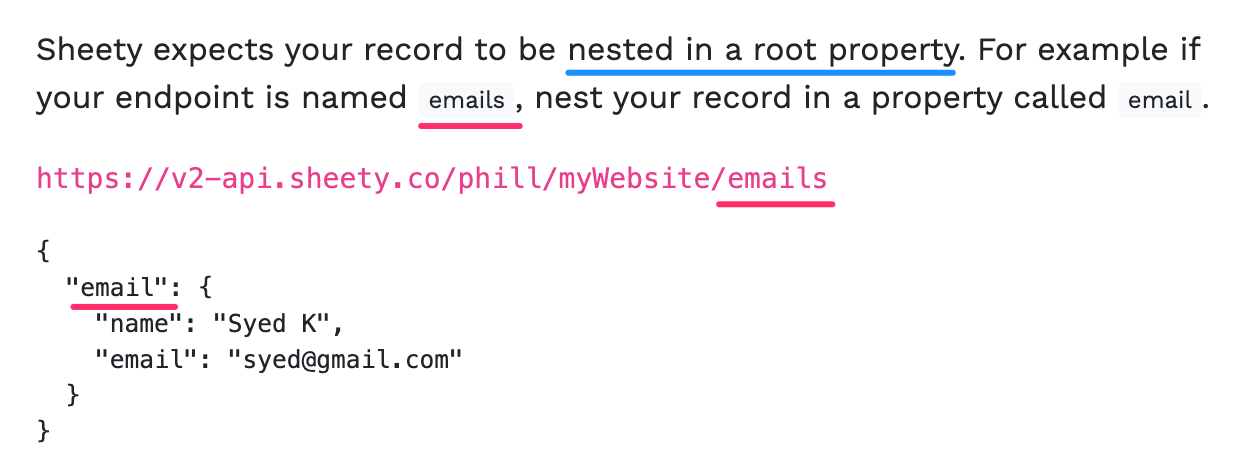 Sheety expects your record to be nested in a root property. For example if
your endpoint is named emails, nest your record in a property called email.
https://v2-api.sheety.co/phill/myWebsite/emails
{
"email": {
"name": "Syed K",
"email": "syed@gmail.com"
}
}